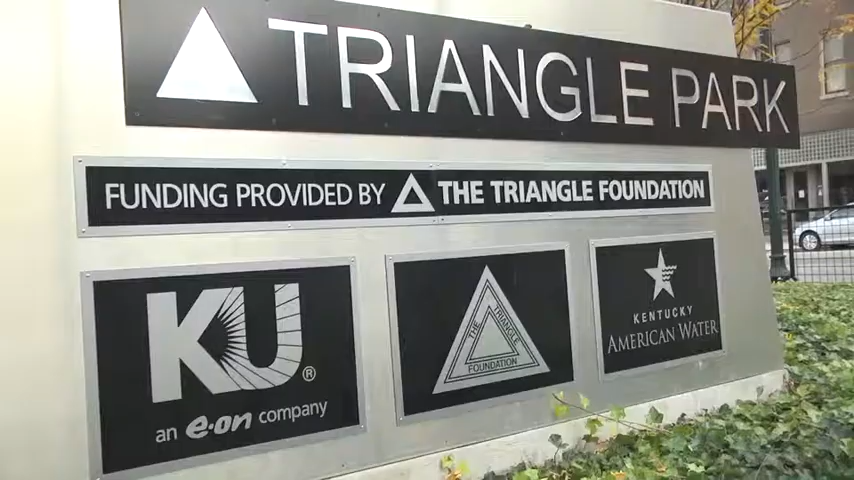 TRIANGLE PARK
FUNDING PROVIDED BY THE TRIANGLE FOUNDATION
KU®
an e·on company
THE TRIANGLE FOUNDATION
KENTUCKY
AMERICAN WATER